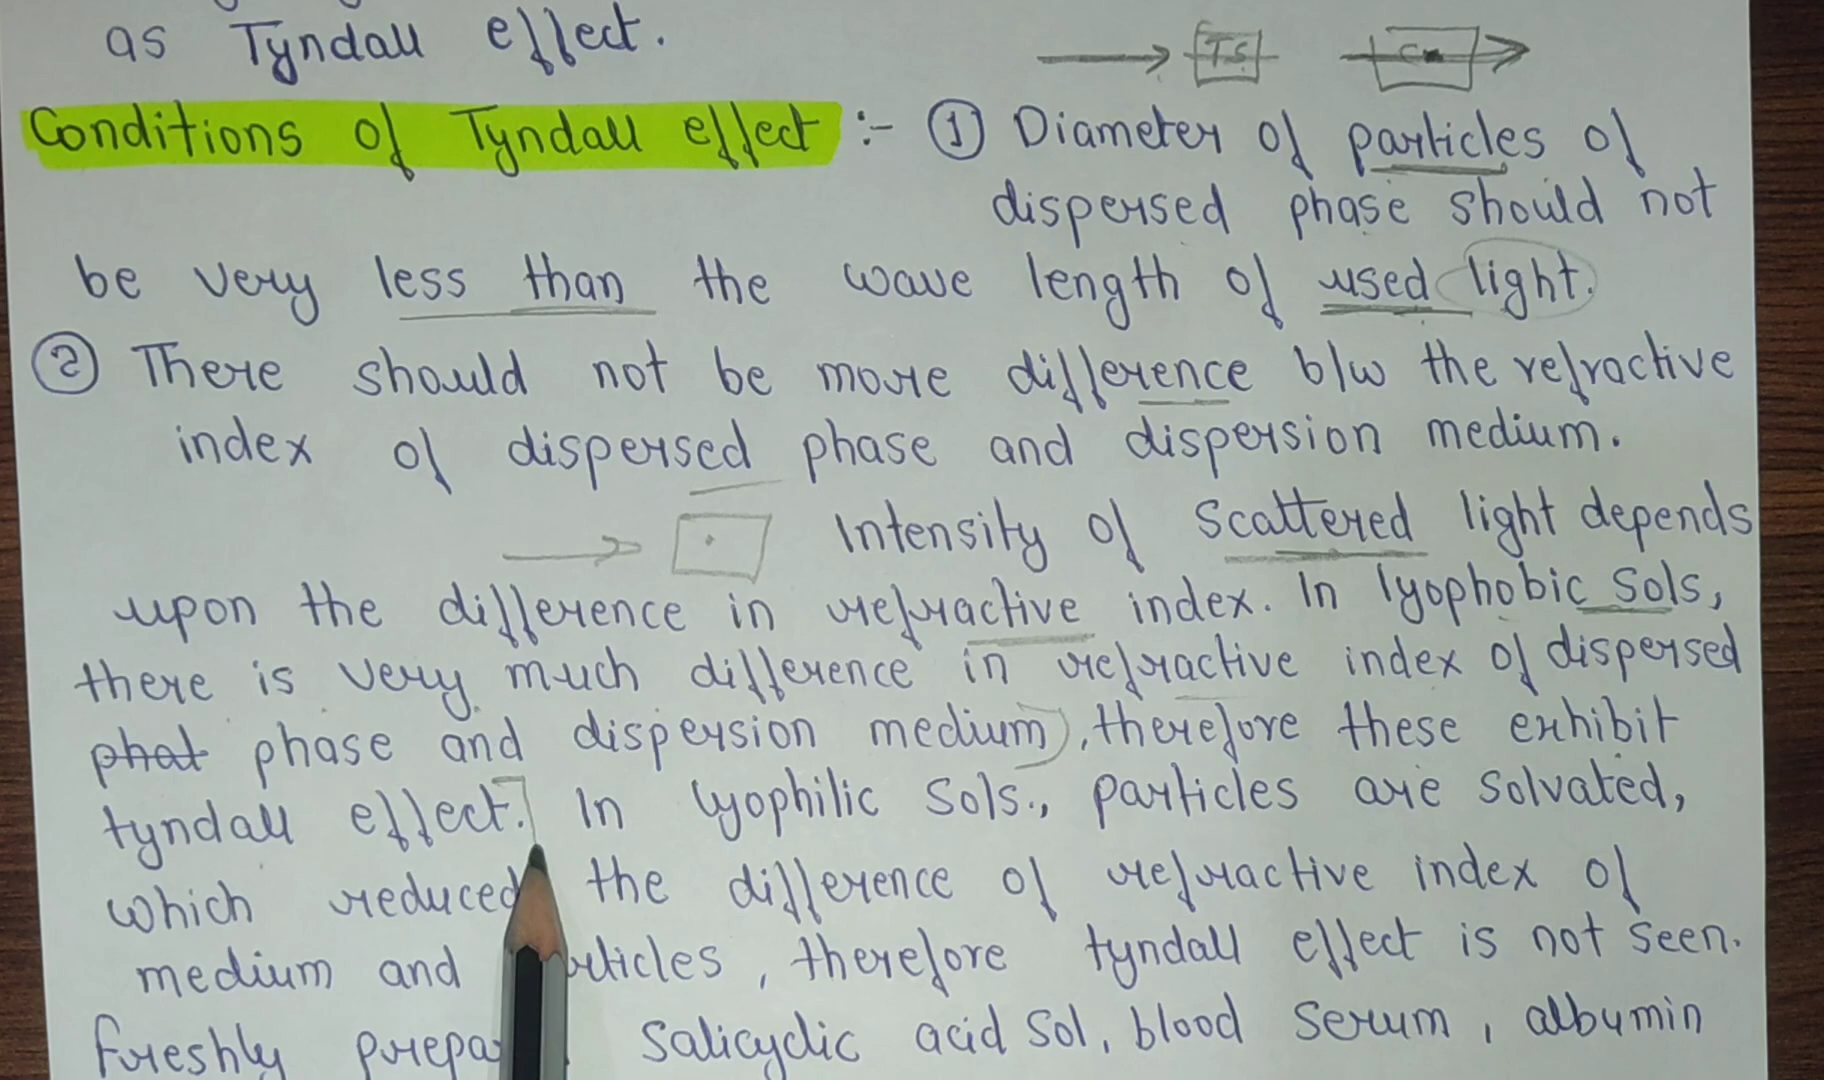 as Tyndall effect.
T.S
Conditions of Tyndall effect :- ① Diameter of particles of
dispersed phase should not
be very less than the wave length of used light.
② There should not be more difference b/w the refractive
index of dispersed phase and dispersion medium.
Intensity of scattered light depends
upon the difference in refractive index. In lyophobic sols,
there is very much difference in refractive index of dispersed
phat phase and dispersion medium, therefore these exhibit
tyndall effect. In lyophilic sols., particles are solvated,
which reduced the difference of refractive index of
medium and therefore tyndall effect is not seen.
freshly salicyclic acid sol, blood serum, albumin